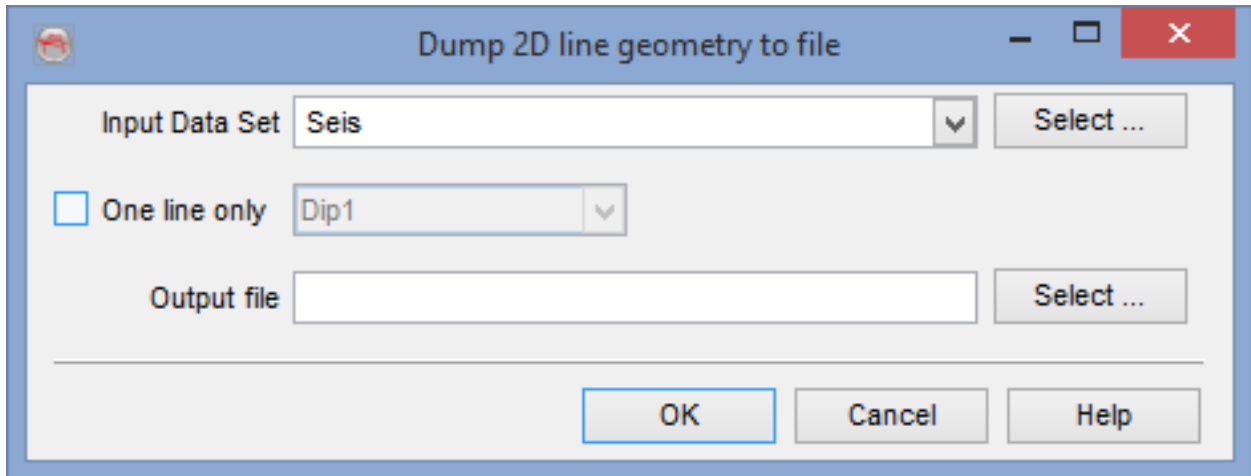 Dump 2D line geometry to file
Input Data Set Seis Select ...
One line only Dip1
Output file Select ...
OK Cancel Help